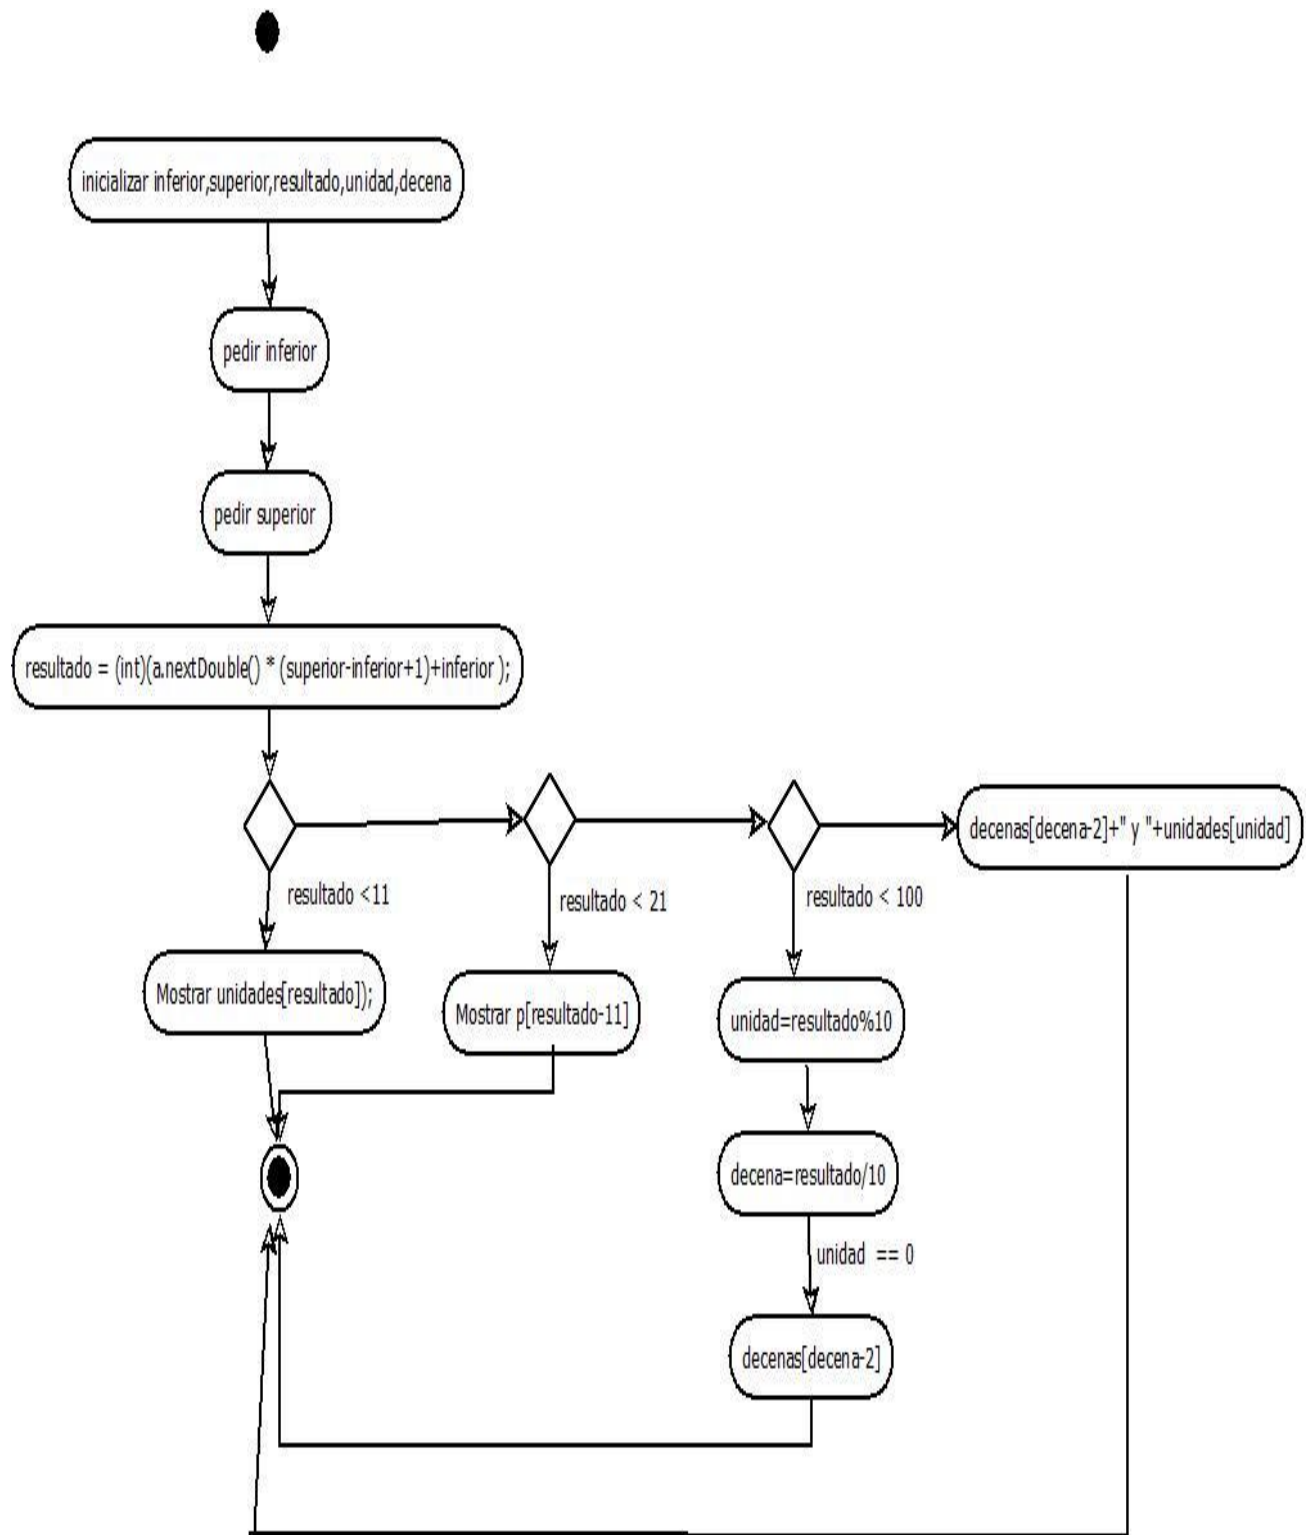 inicializar inferior,superior,resultado,unidad,decena
pedir inferior
pedir superior
resultado = (int)(a.nextDouble() * (superior-inferior+1)+inferior );
decenas[decena-2]+" y "+unidades[unidad]
resultado <11
resultado < 21
resultado < 100
Mostrar unidades[resultado]);
Mostrar p[resultado-11]
unidad=resultado%10
decena=resultado/10
unidad == 0
decenas[decena-2]